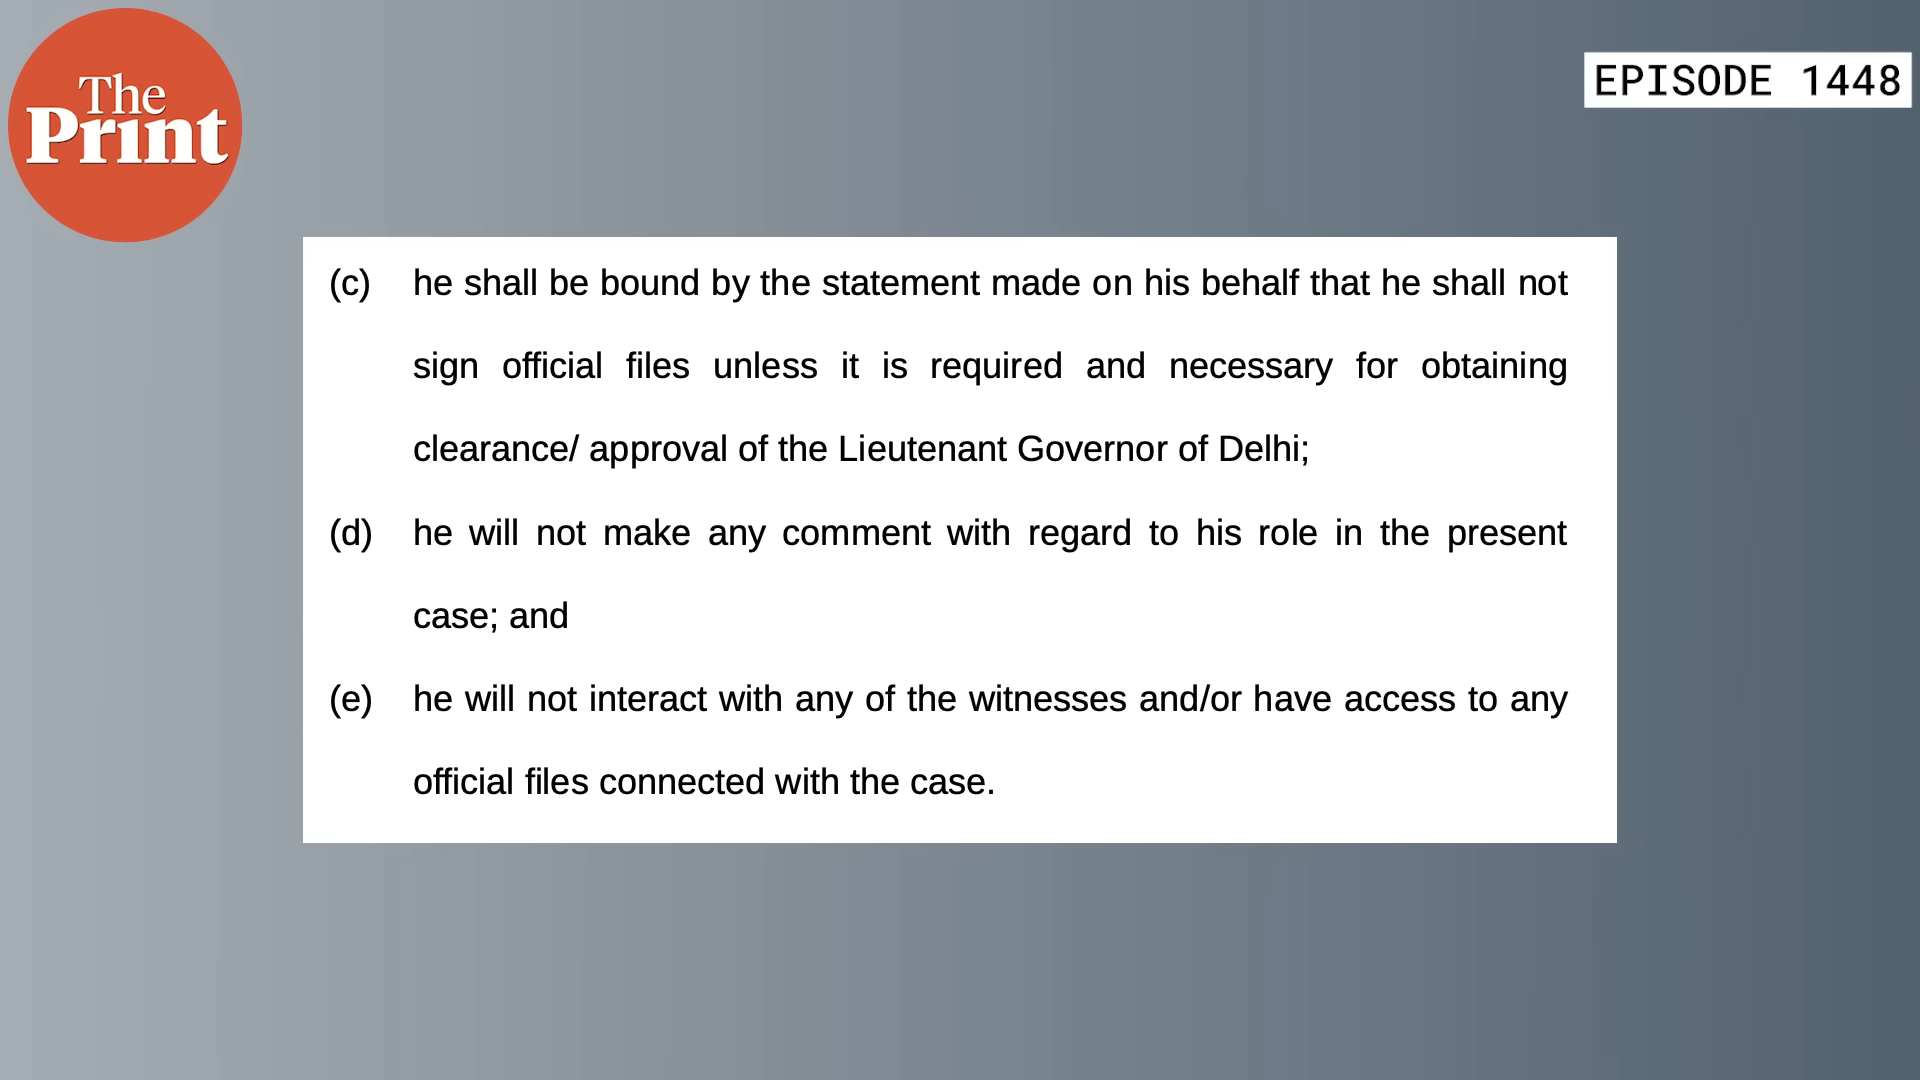 The
Print
EPISODE 1448
(c) he shall be bound by the statement made on his behalf that he shall not
sign official files unless it is required and necessary for obtaining
clearance/ approval of the Lieutenant Governor of Delhi;
(d) he will not make any comment with regard to his role in the present
case; and
(e) he will not interact with any of the witnesses and/or have access to any
official files connected with the case.